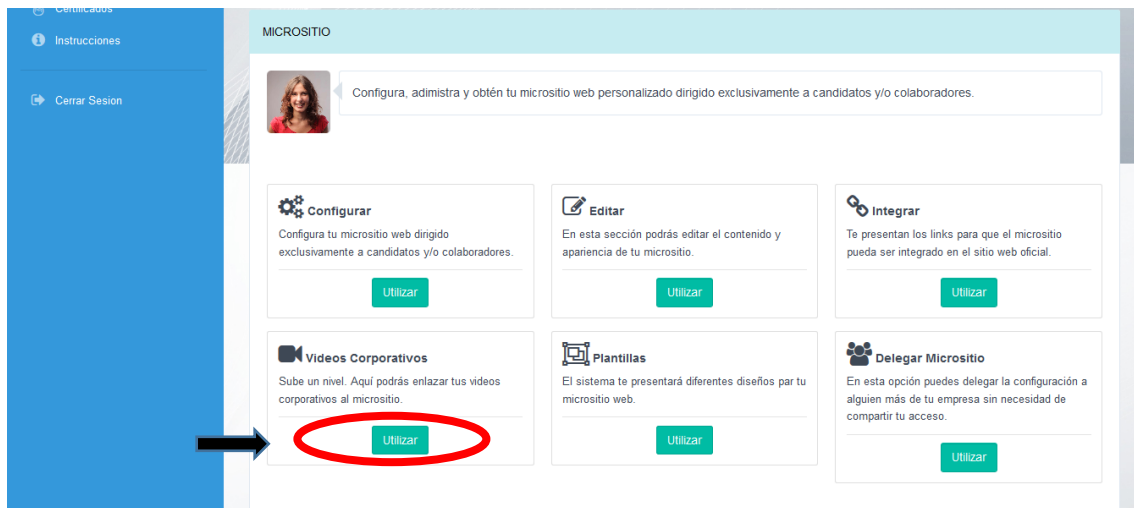 Certificados
Instrucciones
Cerrar Sesion
MICROSITIO
Configura, adimistra y obtén tu micrositio web personalizado dirigido exclusivamente a candidatos y/o colaboradores.
Configurar
Configura tu micrositio web dirigido
exclusivamente a candidatos y/o colaboradores.
Utilizar
Editar
En esta sección podrás editar el contenido y
apariencia de tu micrositio.
Utilizar
Integrar
Te presentan los links para que el micrositio
pueda ser integrado en el sitio web oficial.
Utilizar
Videos Corporativos
Sube un nivel. Aquí podrás enlazar tus videos
corporativos al micrositio.
Utilizar
Plantillas
El sistema te presentará diferentes diseños par tu
micrositio web.
Utilizar
Delegar Micrositio
En esta opción puedes delegar la configuración a
alguien más de tu empresa sin necesidad de
compartir tu acceso.
Utilizar